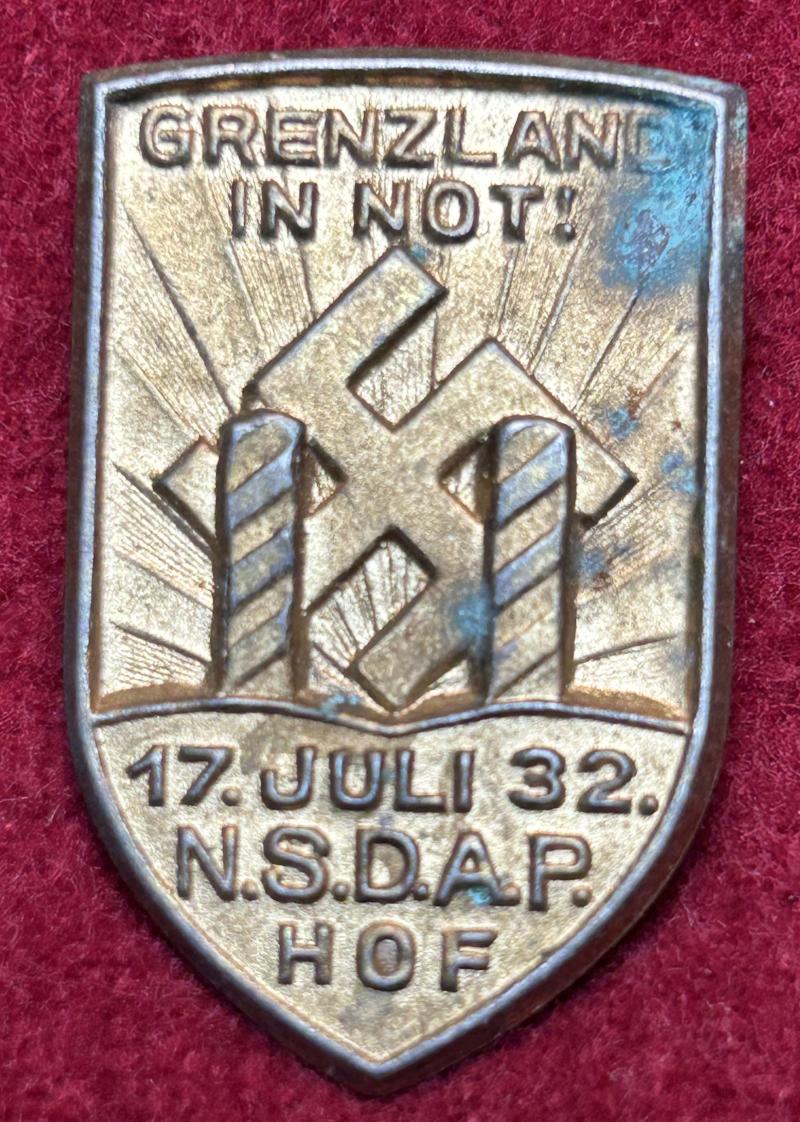 GRENZLAND
IN NOT!
17. JULI 32.
N.S.D.A.P.
HOF